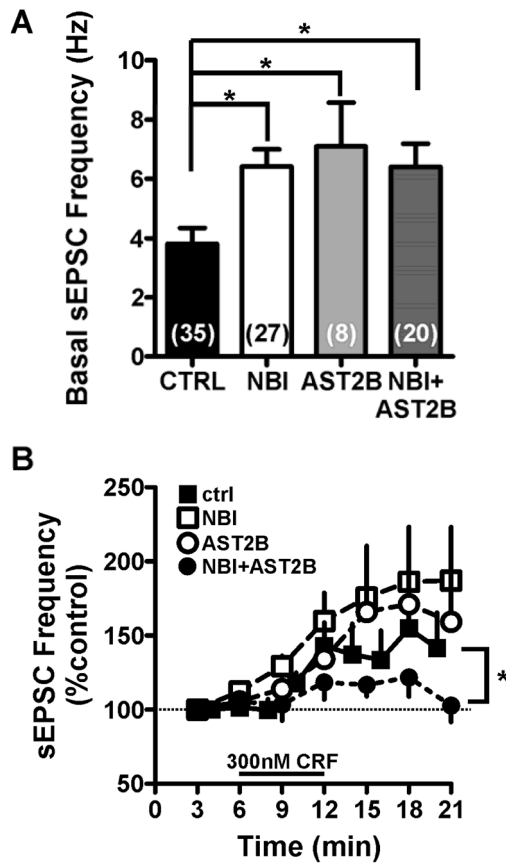 A
Basal sEPSC Frequency (Hz)
10
8
6
4
2
0
*
*
*
(35)
(27)
(8)
(20)
CTRL
NBI
AST2B
NBI+
AST2B
B
sEPSC Frequency
(%control)
250
200
150
100
50
ctrl
NBI
AST2B
NBI+AST2B
*
300nM CRF
0
3
6
9
12
15
18
21
Time (min)